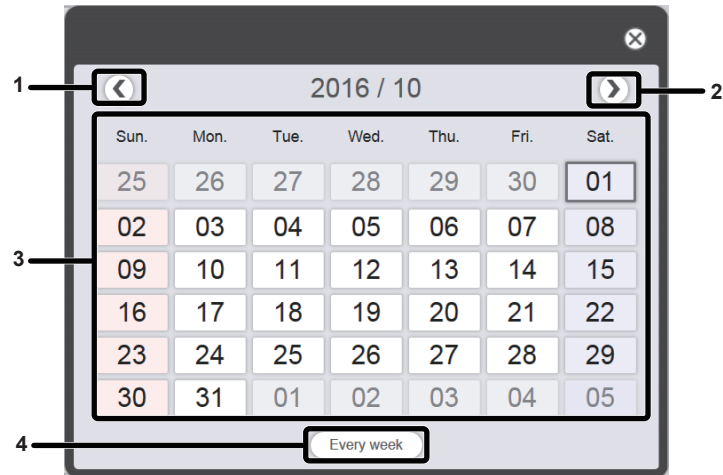 1 2016 / 10 2
Sun. Mon. Tue. Wed. Thu. Fri. Sat.
25 26 27 28 29 30 01
02 03 04 05 06 07 08
3 09 10 11 12 13 14 15
16 17 18 19 20 21 22
23 24 25 26 27 28 29
30 31 01 02 03 04 05
4 Every week